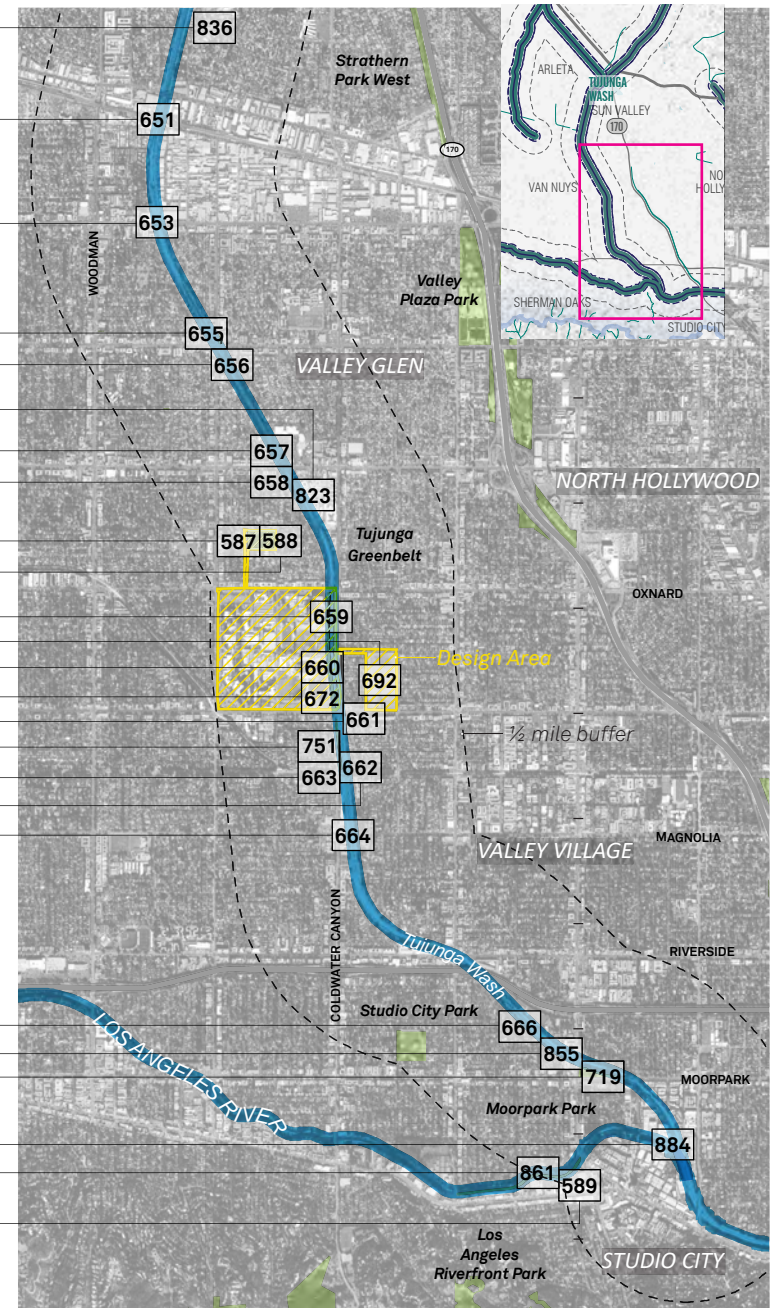 836
Strathern
Park West
ARLETA
TUJUNGA
WASH
SUN VALLEY
170
651
170
VAN NUYS
NO
HOLLY
653
WOODMAN
Valley
Plaza Park
SHERMAN OAKS
STUDIO CITY
655
656
VALLEY GLEN
657
658
823
NORTH HOLLYWOOD
587
588
Tujunga
Greenbelt
OXNARD
659
660
Design Area
692
672
661
½ mile buffer
751
662
663
664
MAGNOLIA
VALLEY VILLAGE
COLDWATER CANYON
Tujunga Wash
RIVERSIDE
Studio City Park
666
LOS ANGELES RIVER
855
719
MOORPARK
Moorpark Park
884
861
589
Los
Angeles
Riverfront Park
STUDIO CITY